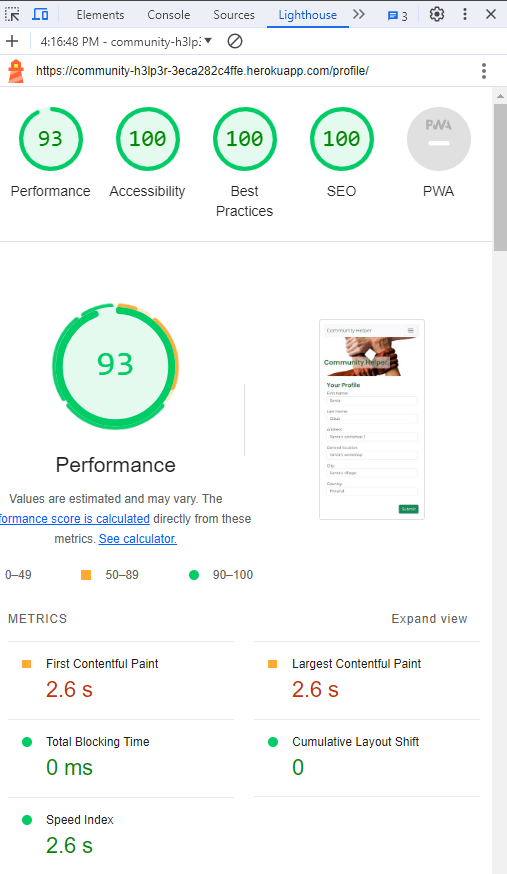 Elements Console Sources Lighthouse 3
4:16:48 PM - community-h3lp3
https://community-h3lp3r-3eca282c4ffe.herokuapp.com/profile/
93 100 100 100 PWA
Performance Accessibility Best Practices SEO PWA
93
Performance
Values are estimated and may vary. The
formance score is calculated directly from these
metrics. See calculator.
0–49 50–89 90–100
Community Helper
Community Helper
Your Profile
First Name
Santa
Last Name
Claus
Address
Santa's workshop 1
General location
Santa's workshop
City
Santa's village
Country
Finland
Submit
METRICS Expand view
First Contentful Paint
2.6 s
Largest Contentful Paint
2.6 s
Total Blocking Time
0 ms
Cumulative Layout Shift
0
Speed Index
2.6 s